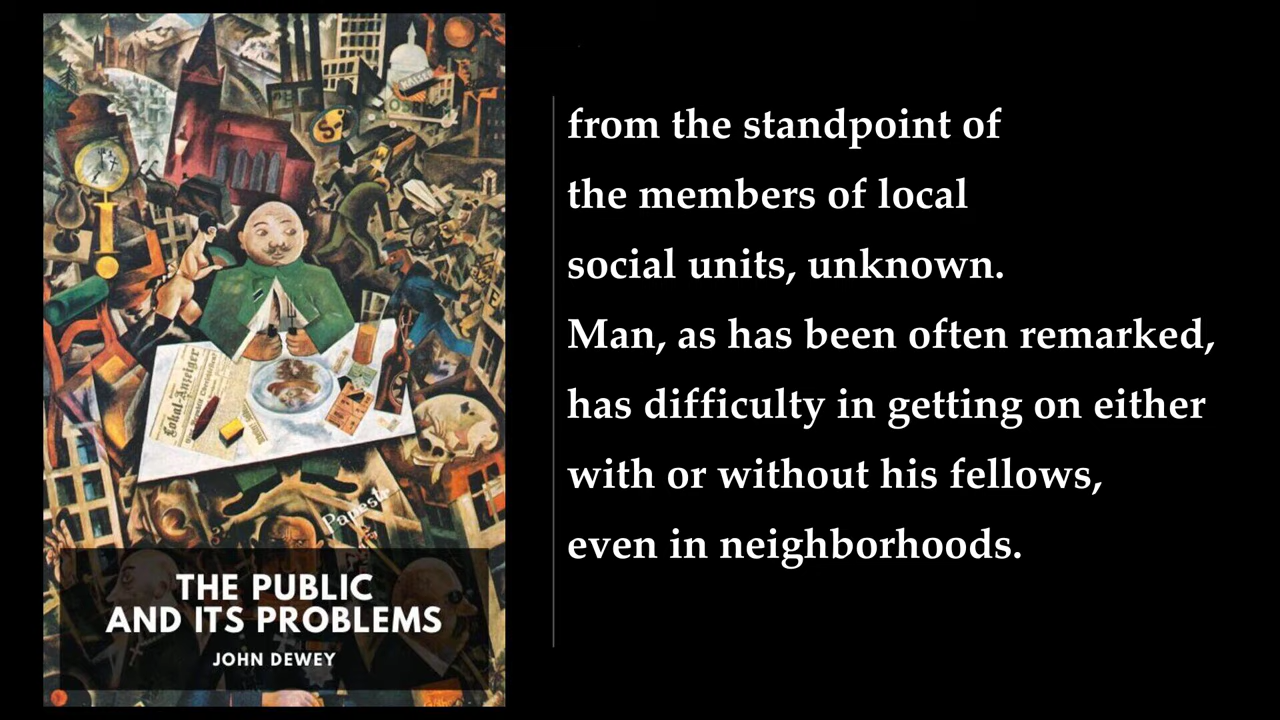 from the standpoint of
the members of local
social units, unknown.
Man, as has been often remarked,
has difficulty in getting on either
with or without his fellows,
even in neighborhoods.
Lokal-Anzeiger
THE PUBLIC
AND ITS PROBLEMS
JOHN DEWEY